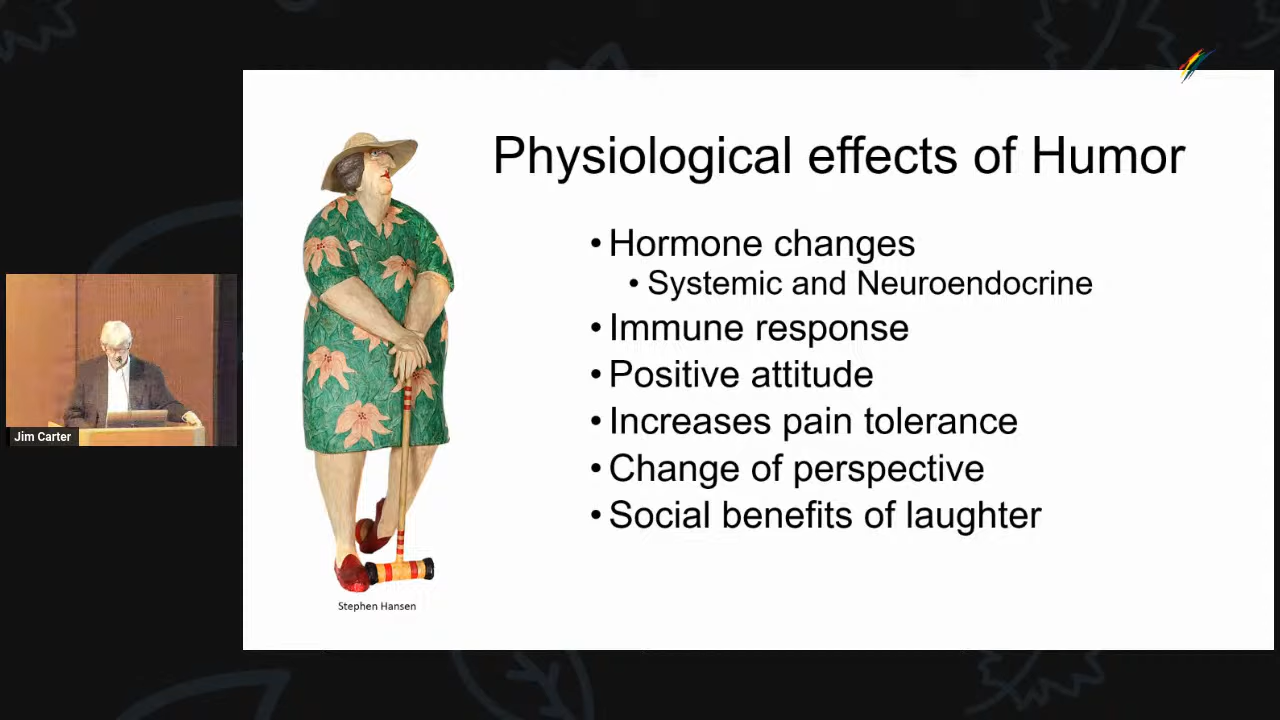 Physiological effects of Humor
• Hormone changes
• Systemic and Neuroendocrine
• Immune response
• Positive attitude
• Increases pain tolerance
• Change of perspective
• Social benefits of laughter
Stephen Hansen
Jim Carter